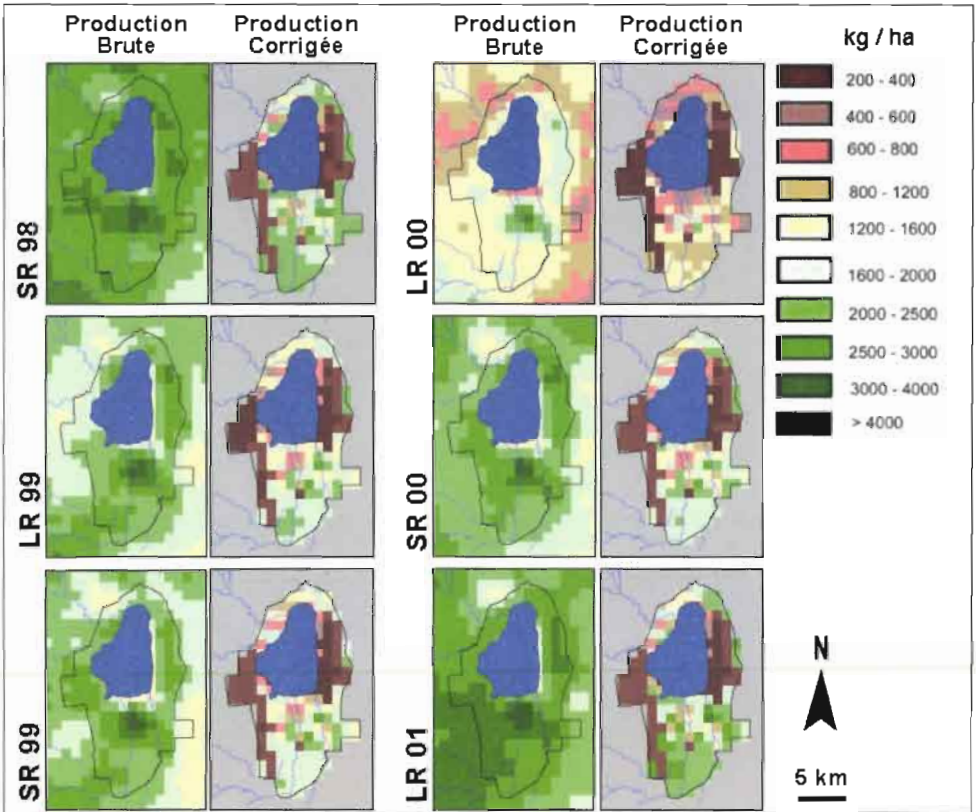 Production
Brute
Production
Corrigée
Production
Brute
Production
Corrigée
kg / ha
200 - 400
400 - 600
600 - 800
800 - 1200
1200 - 1600
1600 - 2000
2000 - 2500
2500 - 3000
3000 - 4000
> 4000
SR 98
LR 00
LR 99
SR 00
SR 99
LR 01
N
5 km